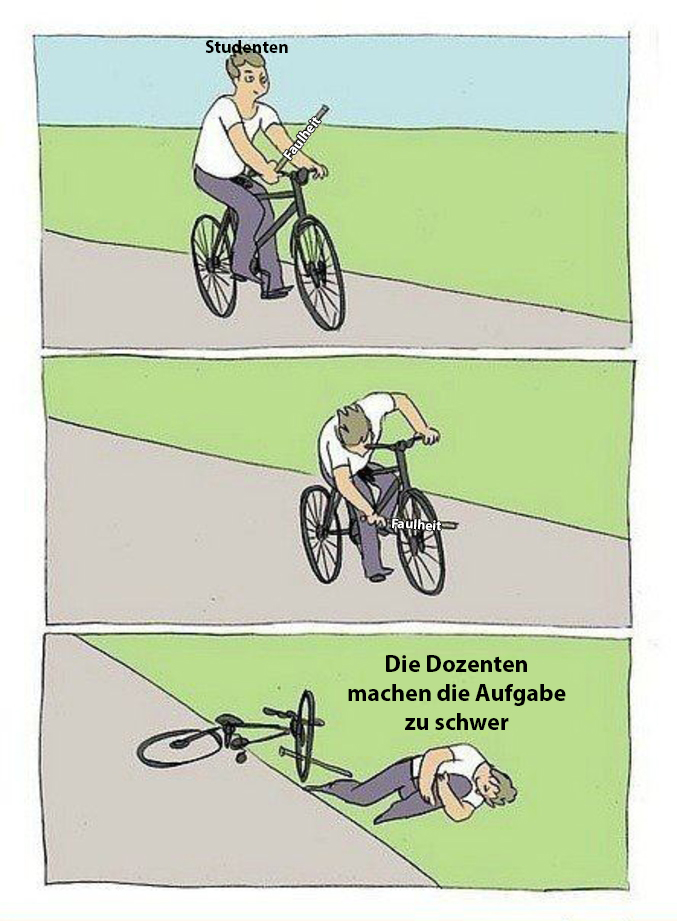 Studenten
Faulheit
Faulheit
Die Dozenten
machen die Aufgabe
zu schwer